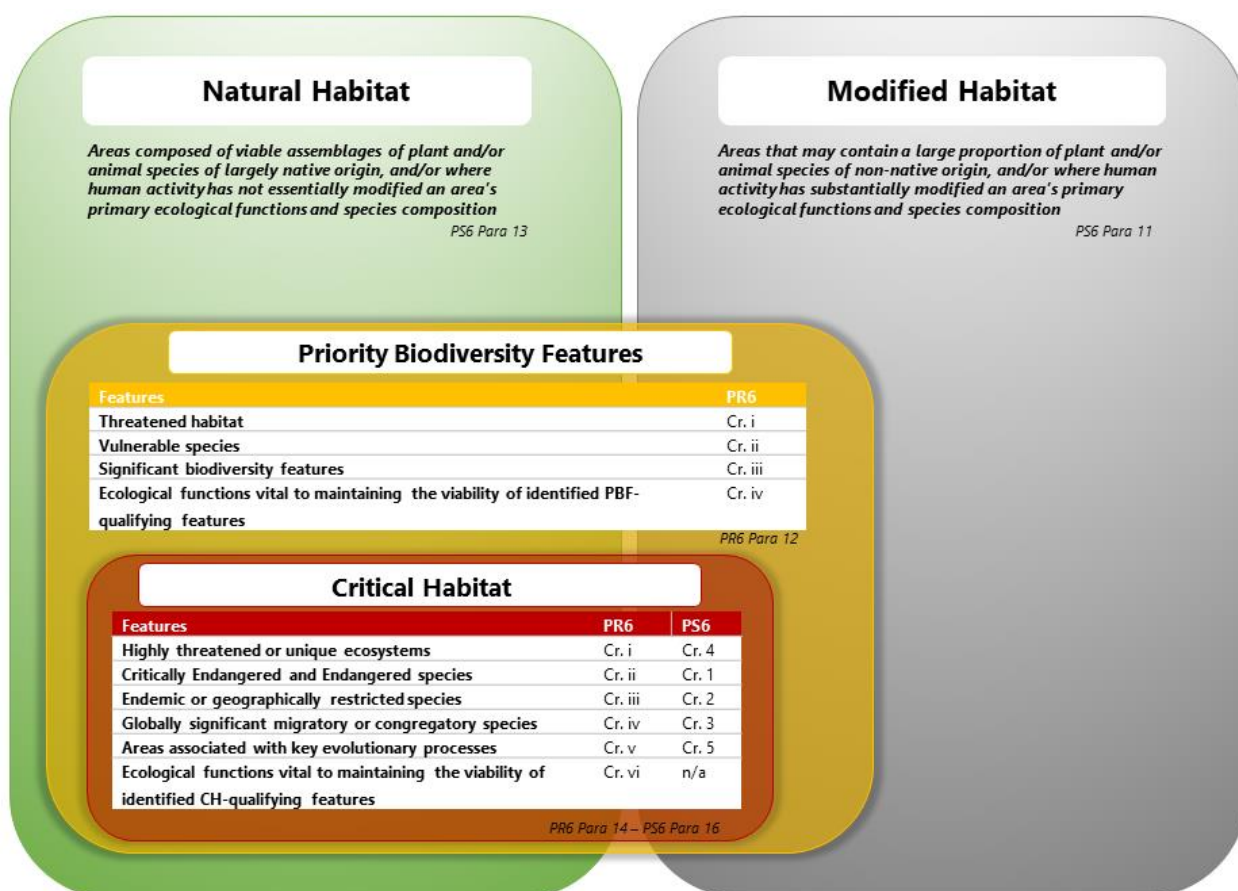 Natural Habitat
Areas composed of viable assemblages of plant and/or
animal species of largely native origin, and/or where
human activity has not essentially modified an area's
primary ecological functions and species composition
PS6 Para 13
Modified Habitat
Areas that may contain a large proportion of plant and/or
animal species of non-native origin, and/or where human
activity has substantially modified an area's primary
ecological functions and species composition
PS6 Para 11
Priority Biodiversity Features
Features PR6
Threatened habitat Cr. i
Vulnerable species Cr. ii
Significant biodiversity features Cr. iii
Ecological functions vital to maintaining the viability of identified PBF- Cr. iv
qualifying features
PR6 Para 12
Critical Habitat
Features PR6 PS6
Highly threatened or unique ecosystems Cr. i Cr. 4
Critically Endangered and Endangered species Cr. ii Cr. 1
Endemic or geographically restricted species Cr. iii Cr. 2
Globally significant migratory or congregatory species Cr. iv Cr. 3
Areas associated with key evolutionary processes Cr. v Cr. 5
Ecological functions vital to maintaining the viability of Cr. vi n/a
identified CH-qualifying features
PR6 Para 14 – PS6 Para 16